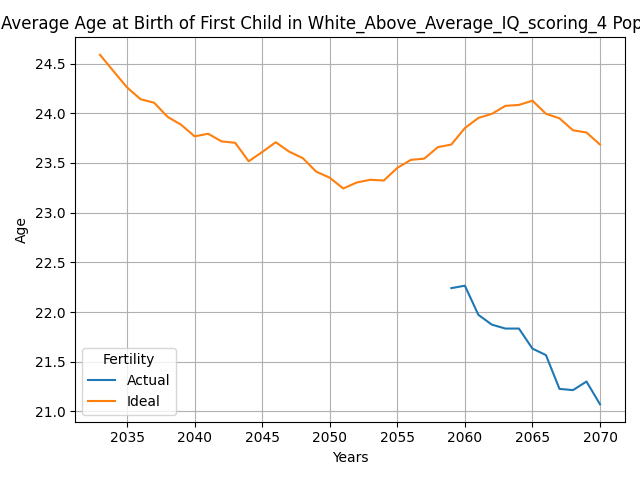 Average Age at Birth of First Child in White_Above_Average_IQ_scoring_4 Pop
24.5
24.0
23.5
23.0
22.5
22.0
21.5
21.0
Age
Fertility
Actual
Ideal
2035 2040 2045 2050 2055 2060 2065 2070
Years